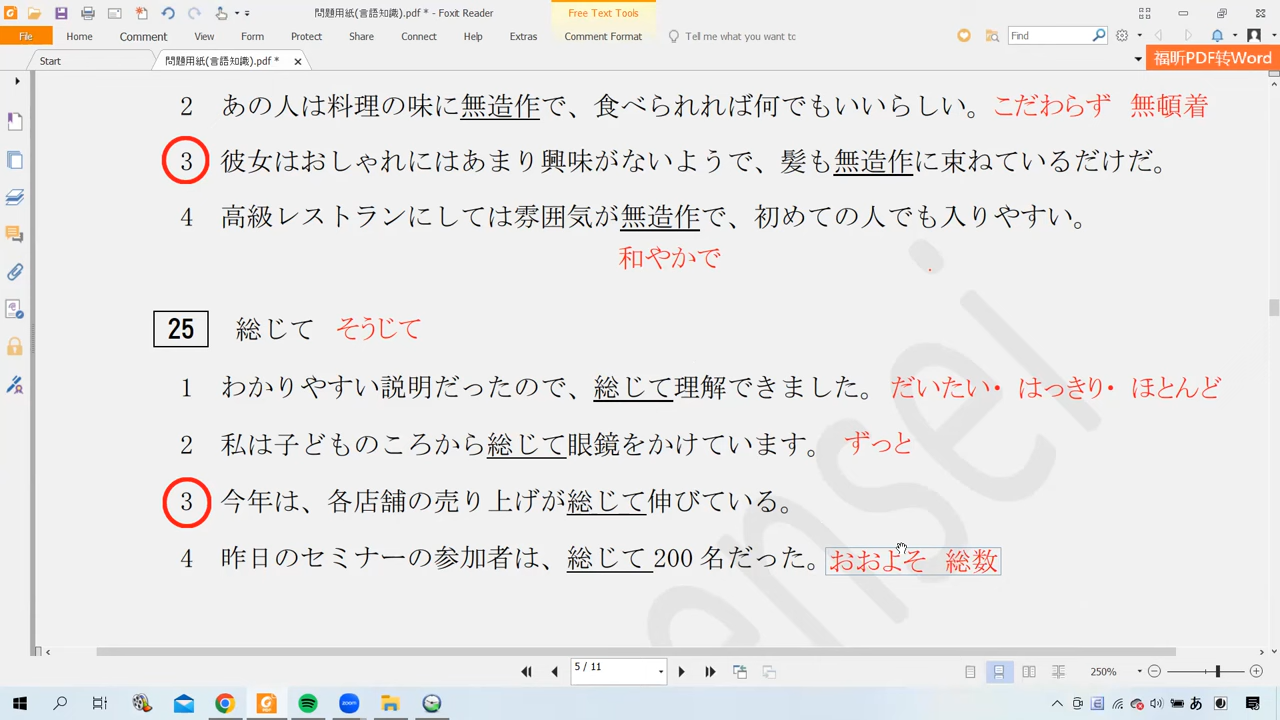 問題用紙(言語知識).pdf * - Foxit Reader
Free Text Tools
File Home Comment View Form Protect Share Connect Help Extras Comment Format Tell me what you want tc Find
Start 問題用紙(言語知識).pdf *
福昕PDF转Word
2 あの人は料理の味に無造作で、食べられれば何でもいいらしい。こだわらず 無頓着
3 彼女はおしゃれにはあまり興味がないようで、髪も無造作に束ねているだけだ。
4 高級レストランにしては雰囲気が無造作で、初めての人でも入りやすい。
和やかで
25 総じて そうじて
1 わかりやすい説明だったので、総じて理解できました。だいたい・ はっきり・ ほとんど
2 私は子どものころから総じて眼鏡をかけています。 ずっと
3 今年は、各店舗の売り上げが総じて伸びている。
4 昨日のセミナーの参加者は、総じて 200 名だった。おおよそ 総数
sensei
5 / 11
250%
zoom
あ